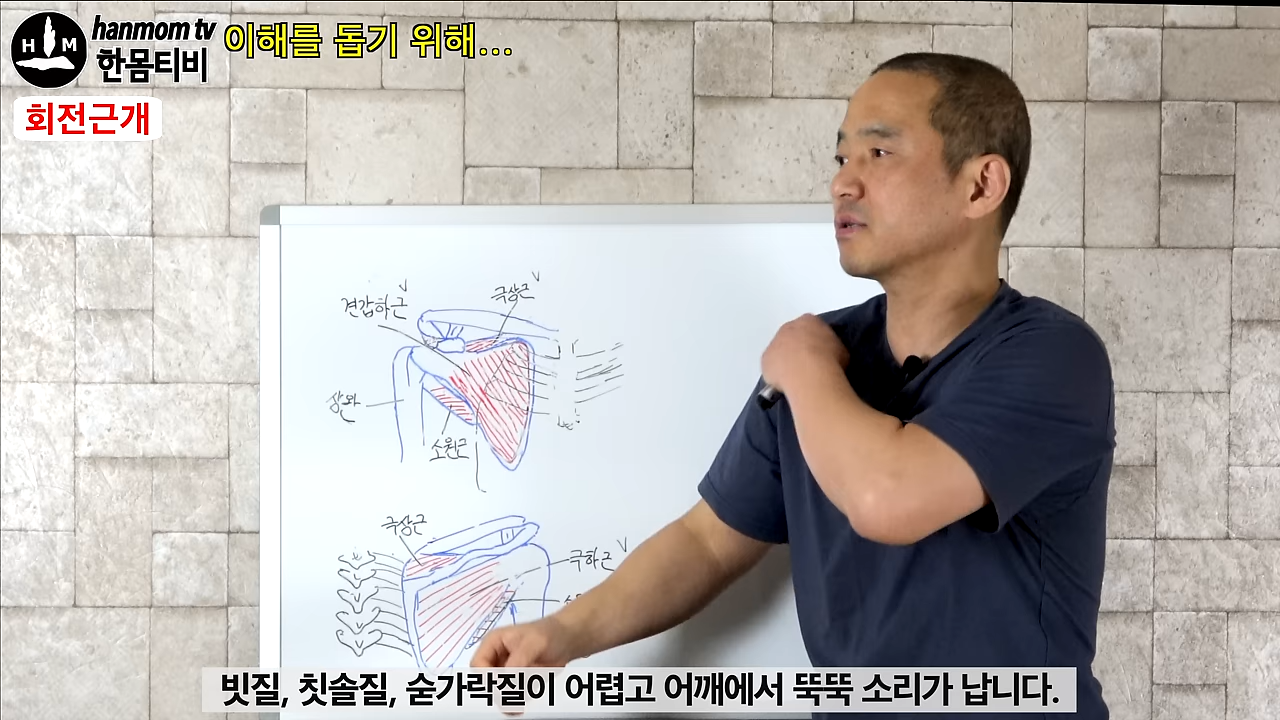 hanmom tv
한몸티비
HM
이해를 돕기 위해...
회전근개
견갑하근
극상근
상완
소원근
극상근
극하근
빗질, 칫솔질, 숟가락질이 어렵고 어깨에서 뚝뚝 소리가 납니다.